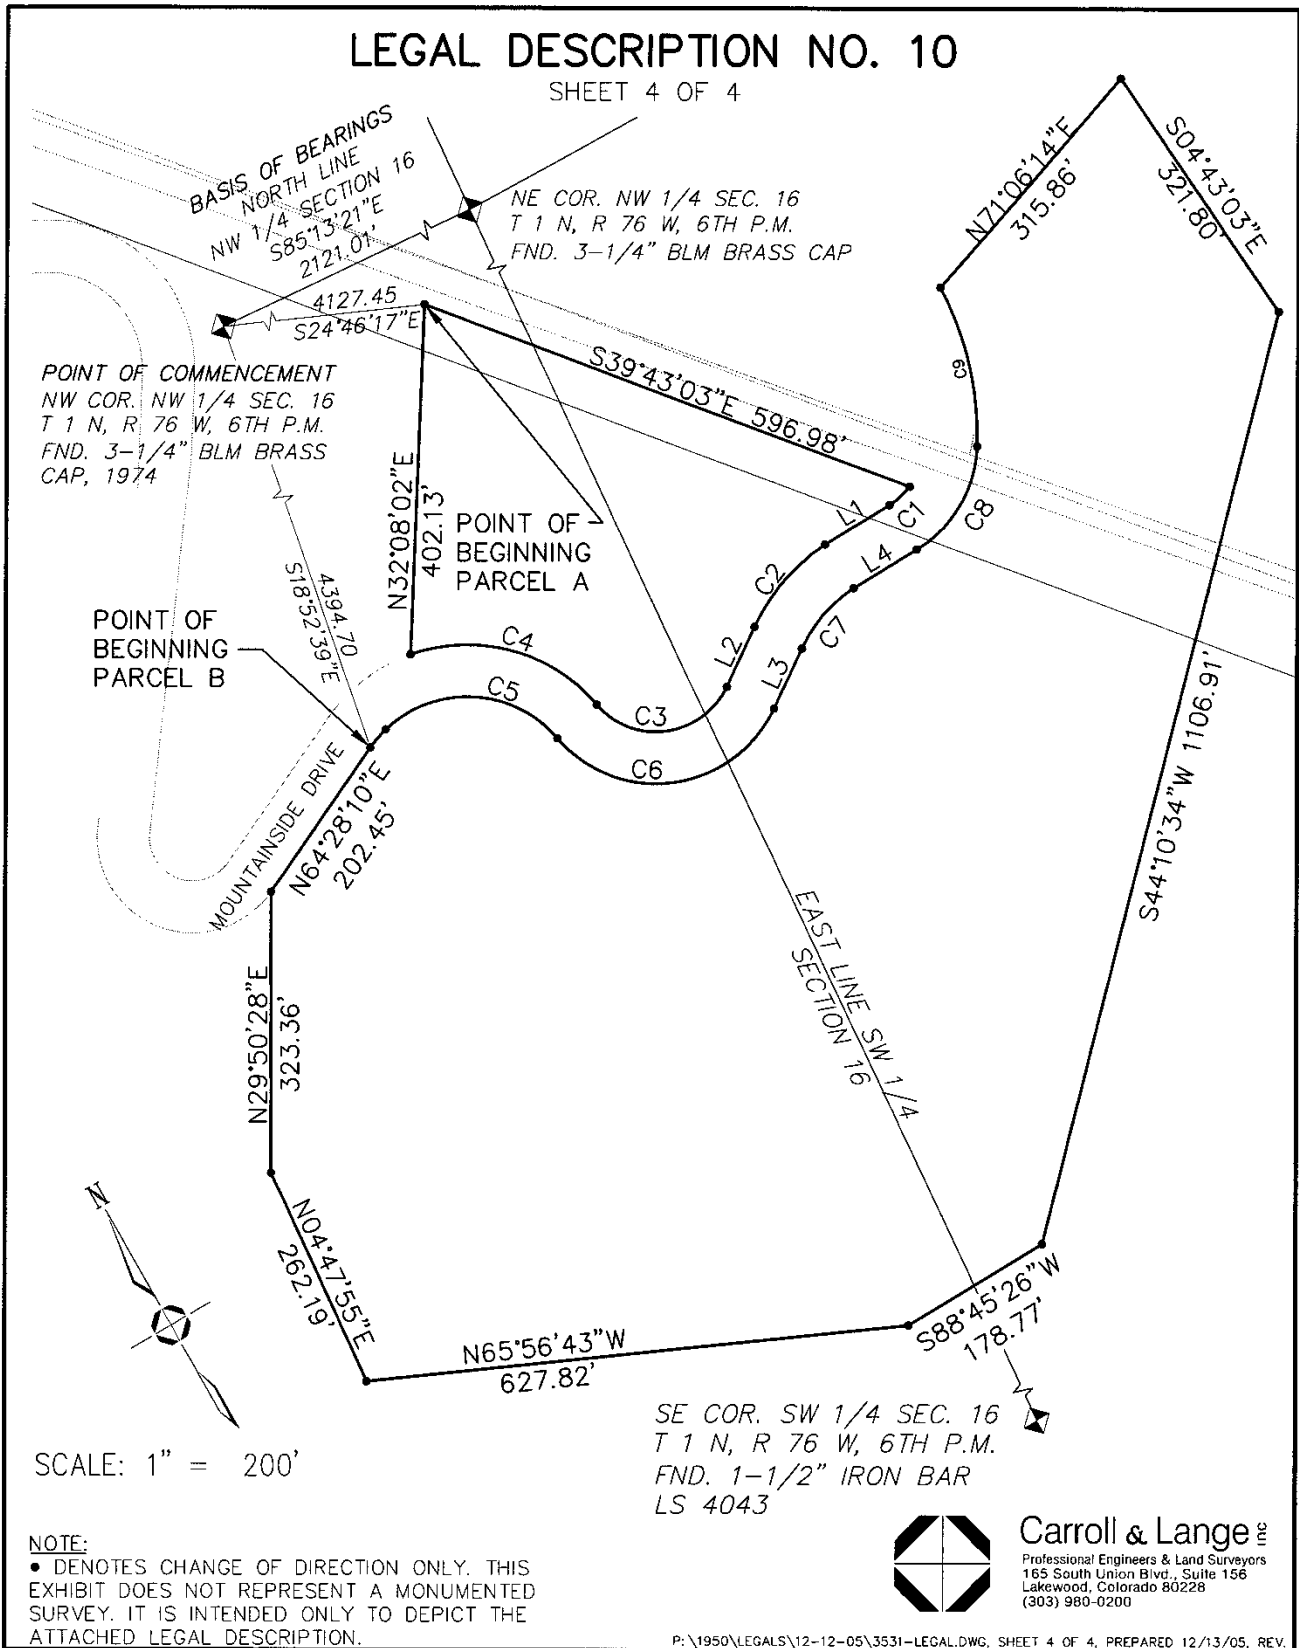 LEGAL DESCRIPTION NO. 10
SHEET 4 OF 4
BASIS OF BEARINGS
NORTH LINE
NW 1/4 SECTION 16
S85°13'21"E
2121.01'
NE COR. NW 1/4 SEC. 16
T 1 N, R 76 W, 6TH P.M.
FND. 3-1/4" BLM BRASS CAP
N71°06'14"E
315.86'
S04°43'03"E
321.80'
4127.45
S24°46'17"E
POINT OF COMMENCEMENT
NW COR. NW 1/4 SEC. 16
T 1 N, R 76 W, 6TH P.M.
FND. 3-1/4" BLM BRASS
CAP, 1974
S39°43'03"E 596.98'
C9
N32°08'02"E
402.13'
POINT OF
BEGINNING
PARCEL A
L1
C1
C8
C2
L4
C7
L2
L3
4394.70
S18°52'39"E
POINT OF
BEGINNING
PARCEL B
C4
C5
C3
C6
S44°10'34"W 1106.91'
MOUNTAINSIDE DRIVE
N64°28'10"E
202.45'
EAST LINE SW 1/4
SECTION 16
N29°50'28"E
323.36'
N
N04°47'55"E
262.19'
N65°56'43"W
627.82'
S88°45'26"W
178.77'
SE COR. SW 1/4 SEC. 16
T 1 N, R 76 W, 6TH P.M.
FND. 1-1/2" IRON BAR
LS 4043
SCALE: 1" = 200'
NOTE:
● DENOTES CHANGE OF DIRECTION ONLY. THIS
EXHIBIT DOES NOT REPRESENT A MONUMENTED
SURVEY. IT IS INTENDED ONLY TO DEPICT THE
ATTACHED LEGAL DESCRIPTION.
Carroll & Lange inc
Professional Engineers & Land Surveyors
165 South Union Blvd., Suite 156
Lakewood, Colorado 80228
(303) 980-0200
P:\1950\LEGALS\12-12-05\3531-LEGAL.DWG, SHEET 4 OF 4, PREPARED 12/13/05, REV.